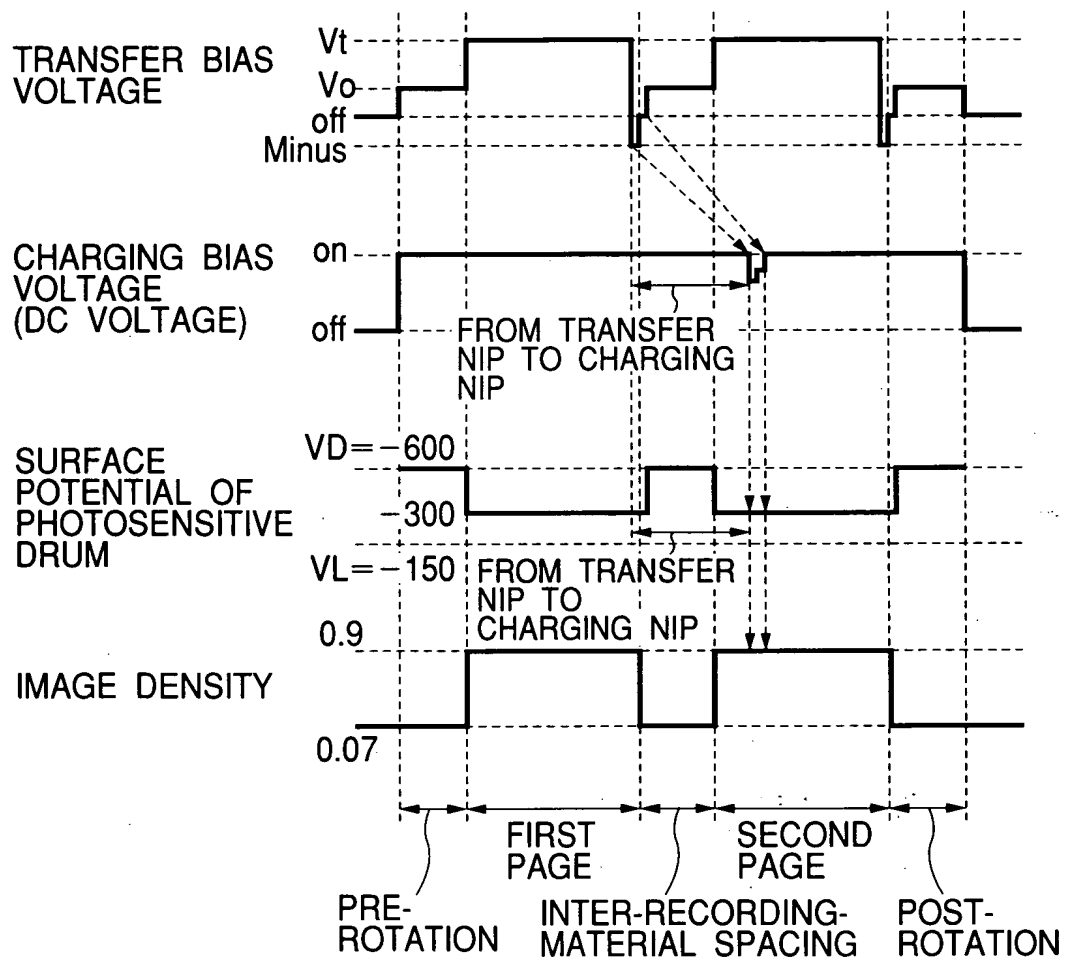 TRANSFER BIAS
VOLTAGE
Vt
Vo
off
Minus
CHARGING BIAS
VOLTAGE
(DC VOLTAGE)
on
off
FROM TRANSFER
NIP TO CHARGING
NIP
SURFACE
POTENTIAL OF
PHOTOSENSITIVE
DRUM
VD=-600
-300
VL=-150
FROM TRANSFER
NIP TO
CHARGING NIP
IMAGE DENSITY
0.9
0.07
FIRST
PAGE
SECOND
PAGE
PRE-
ROTATION
INTER-RECORDING-
MATERIAL SPACING
POST-
ROTATION